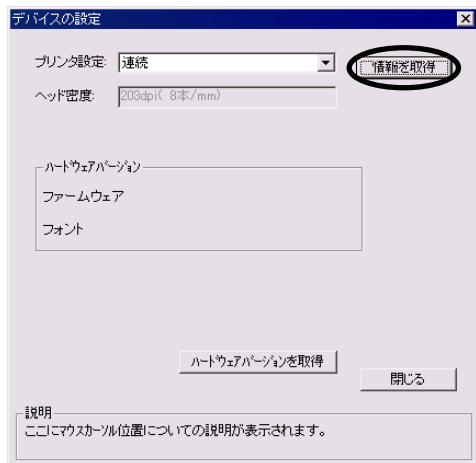 デバイスの設定
プリンタ設定: 連続 情報を取得
ヘッド密度: 203dpi( 8本/mm)
ハードウェアバージョン
ファームウェア
フォント
ハードウェアバージョンを取得
閉じる
説明
ここにマウスカーソル位置についての説明が表示されます。